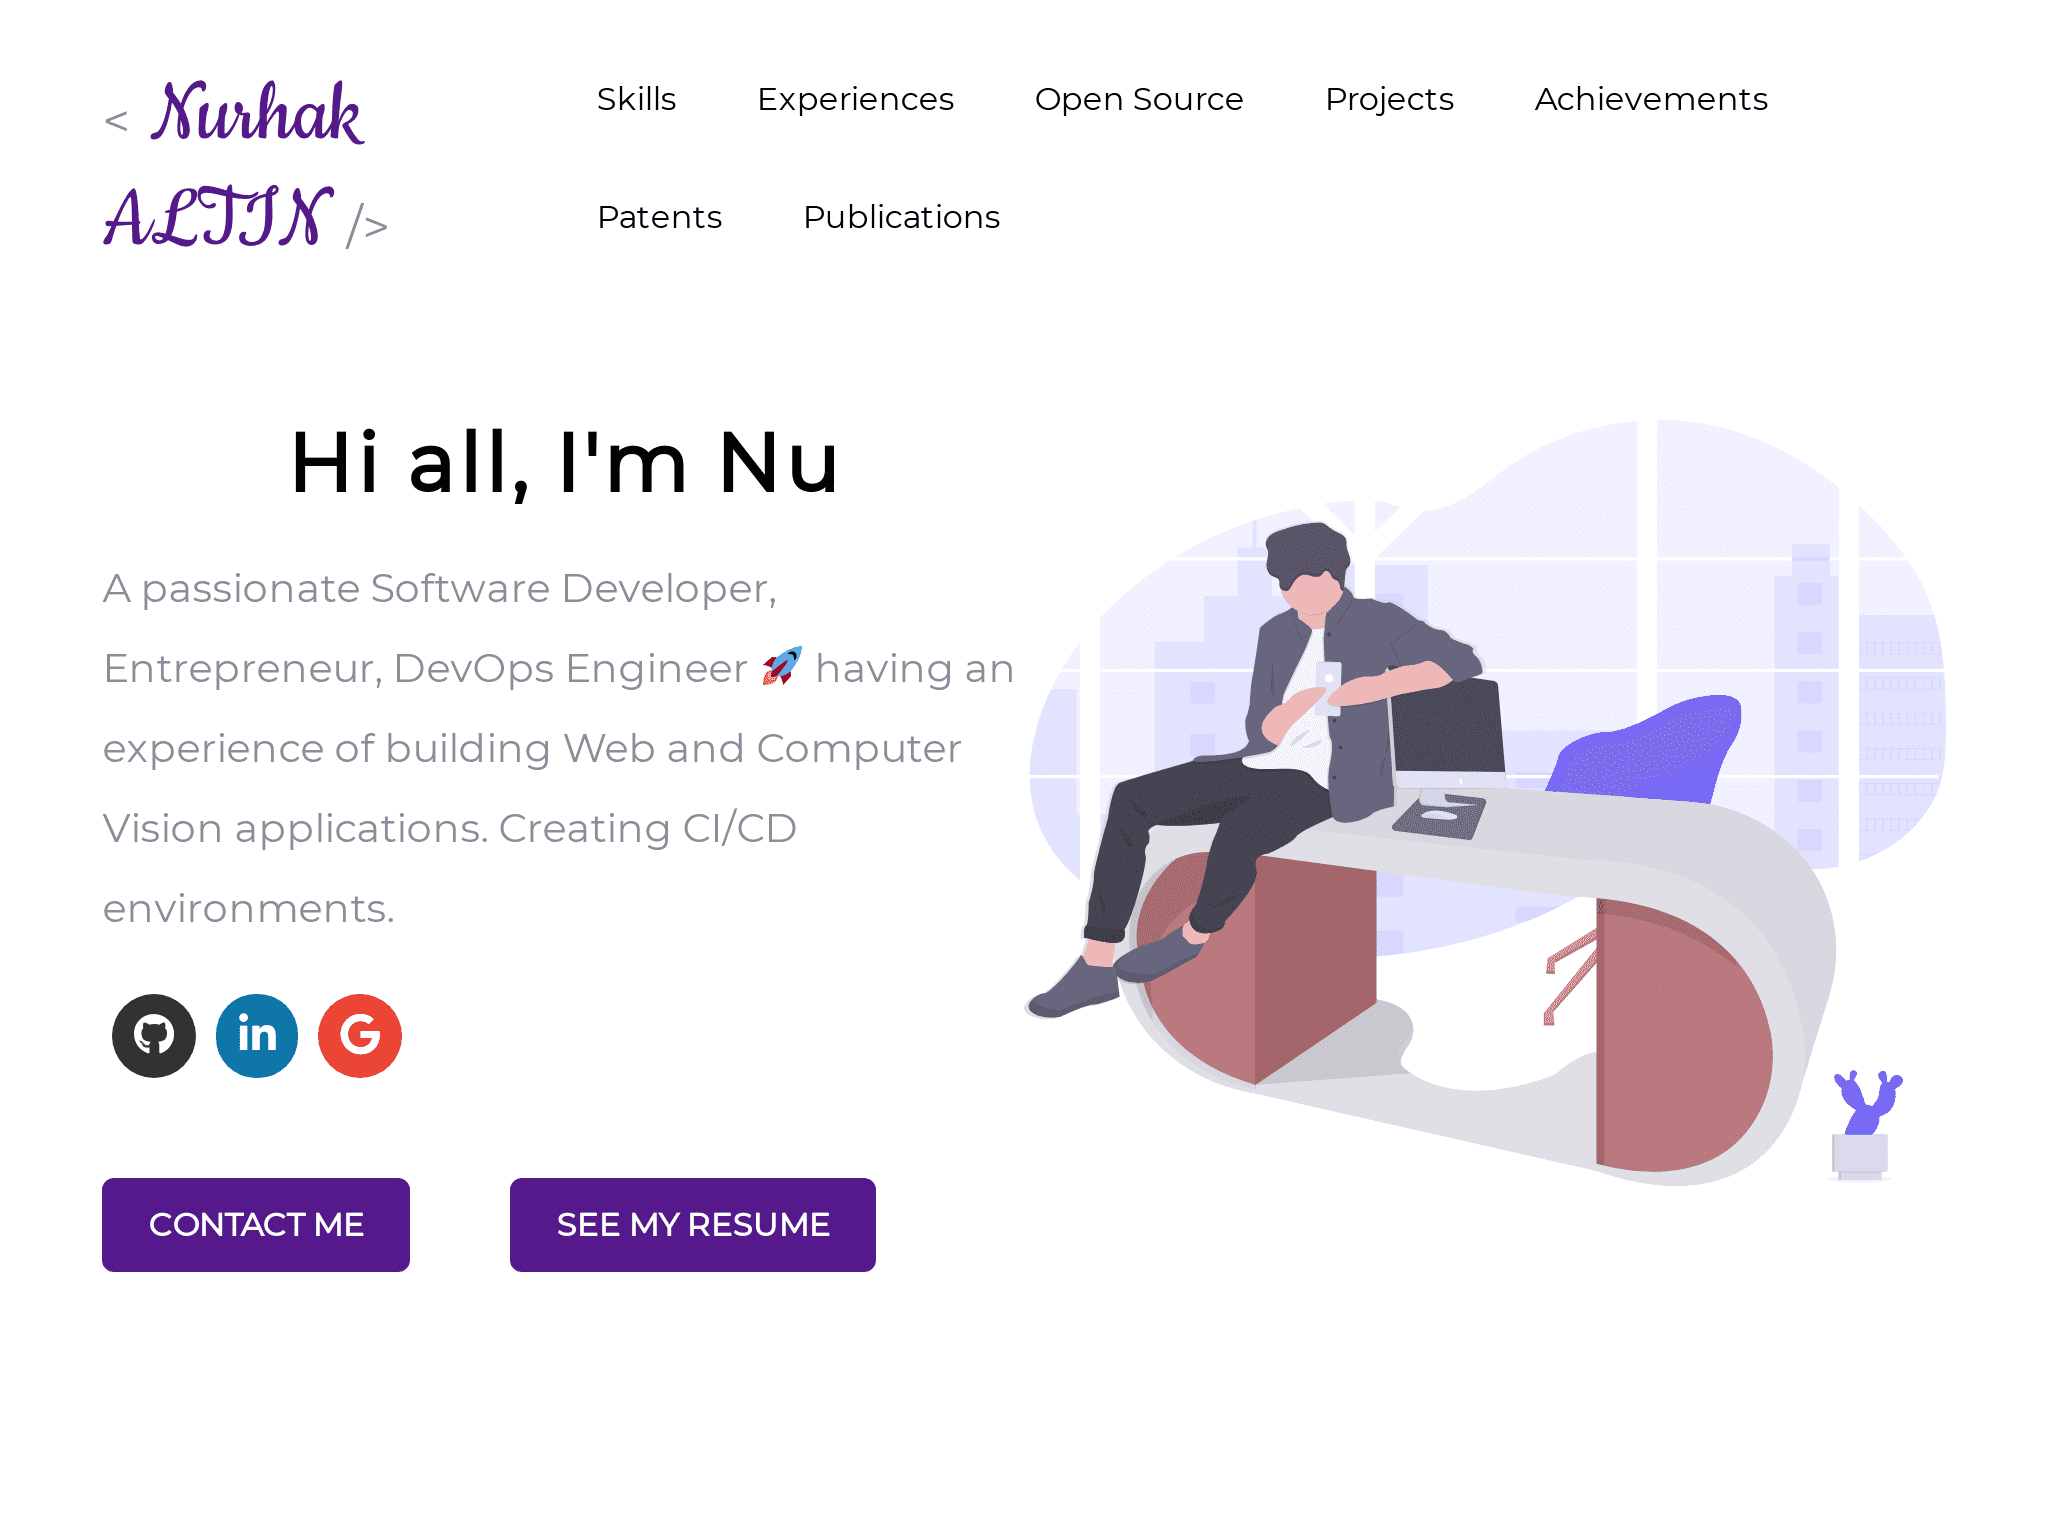 < Nurhak
ALTIN />
Skills Experiences Open Source Projects Achievements
Patents Publications
Hi all, I'm Nu
A passionate Software Developer,
Entrepreneur, DevOps Engineer 🚀 having an
experience of building Web and Computer
Vision applications. Creating CI/CD
environments.
in G
CONTACT ME SEE MY RESUME